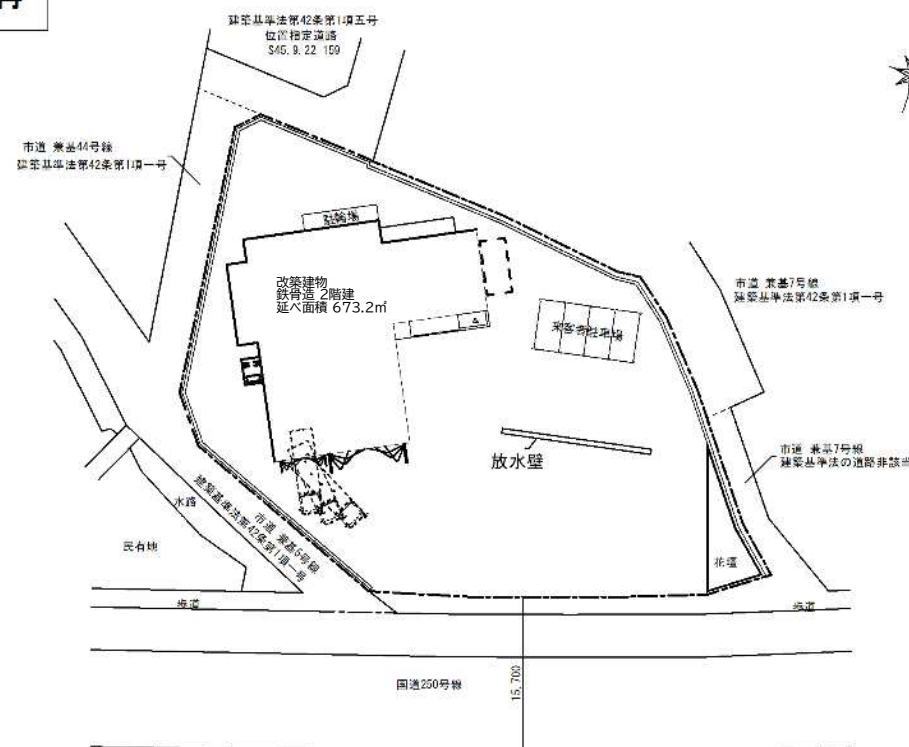 建築基準法第42条第1項五号
位置指定道路
S45.9.22 159
市道 兼基44号線
建築基準法第42条第1項一号
駐輪場
改築建物
鉄骨造 2階建
延べ面積 673.2㎡
来客者駐車場
市道 兼基7号線
建築基準法第42条第1項一号
放水壁
市道 兼基7号線
建築基準法の道路非該当
水路
市道 兼基5号線
建築基準法第42条第1項一号
民有地
花壇
歩道
歩道
国道250号線
15,700